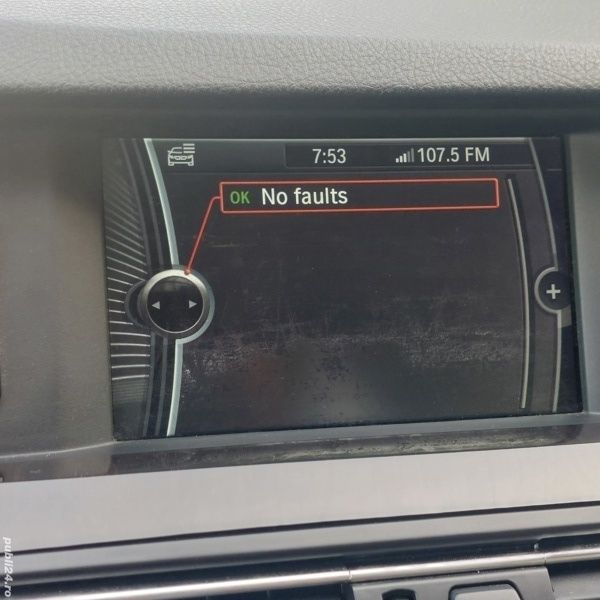 7:53 107.5 FM
OK No faults
+
publi24.ro